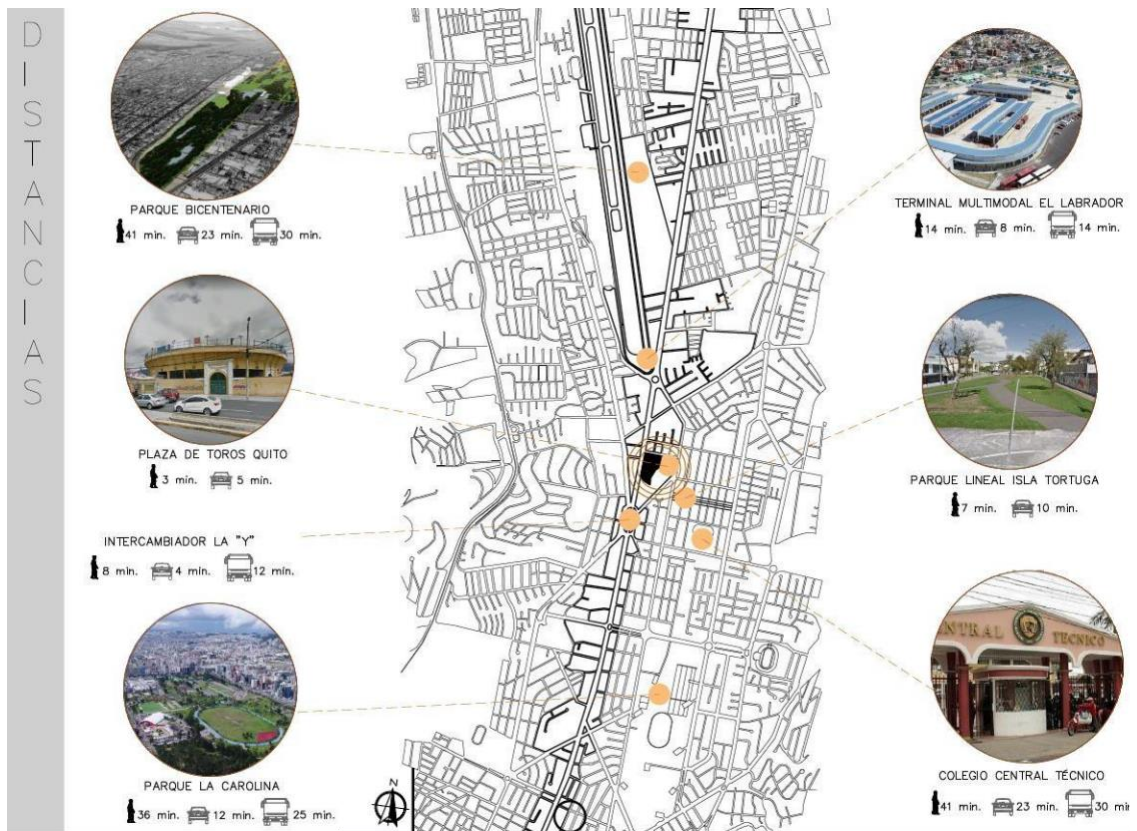 DISTANCIAS
PARQUE BICENTENARIO
41 min. 23 min. 30 min.
PLAZA DE TOROS QUITO
3 min. 5 min.
INTERCAMBIADOR LA "Y"
8 min. 4 min. 12 min.
PARQUE LA CAROLINA
36 min. 12 min. 25 min.
N
TERMINAL MULTIMODAL EL LABRADOR
14 min. 8 min. 14 min.
PARQUE LINEAL ISLA TORTUGA
7 min. 10 min.
NTRAL TECNICO
COLEGIO CENTRAL TÉCNICO
41 min. 23 min. 30 min